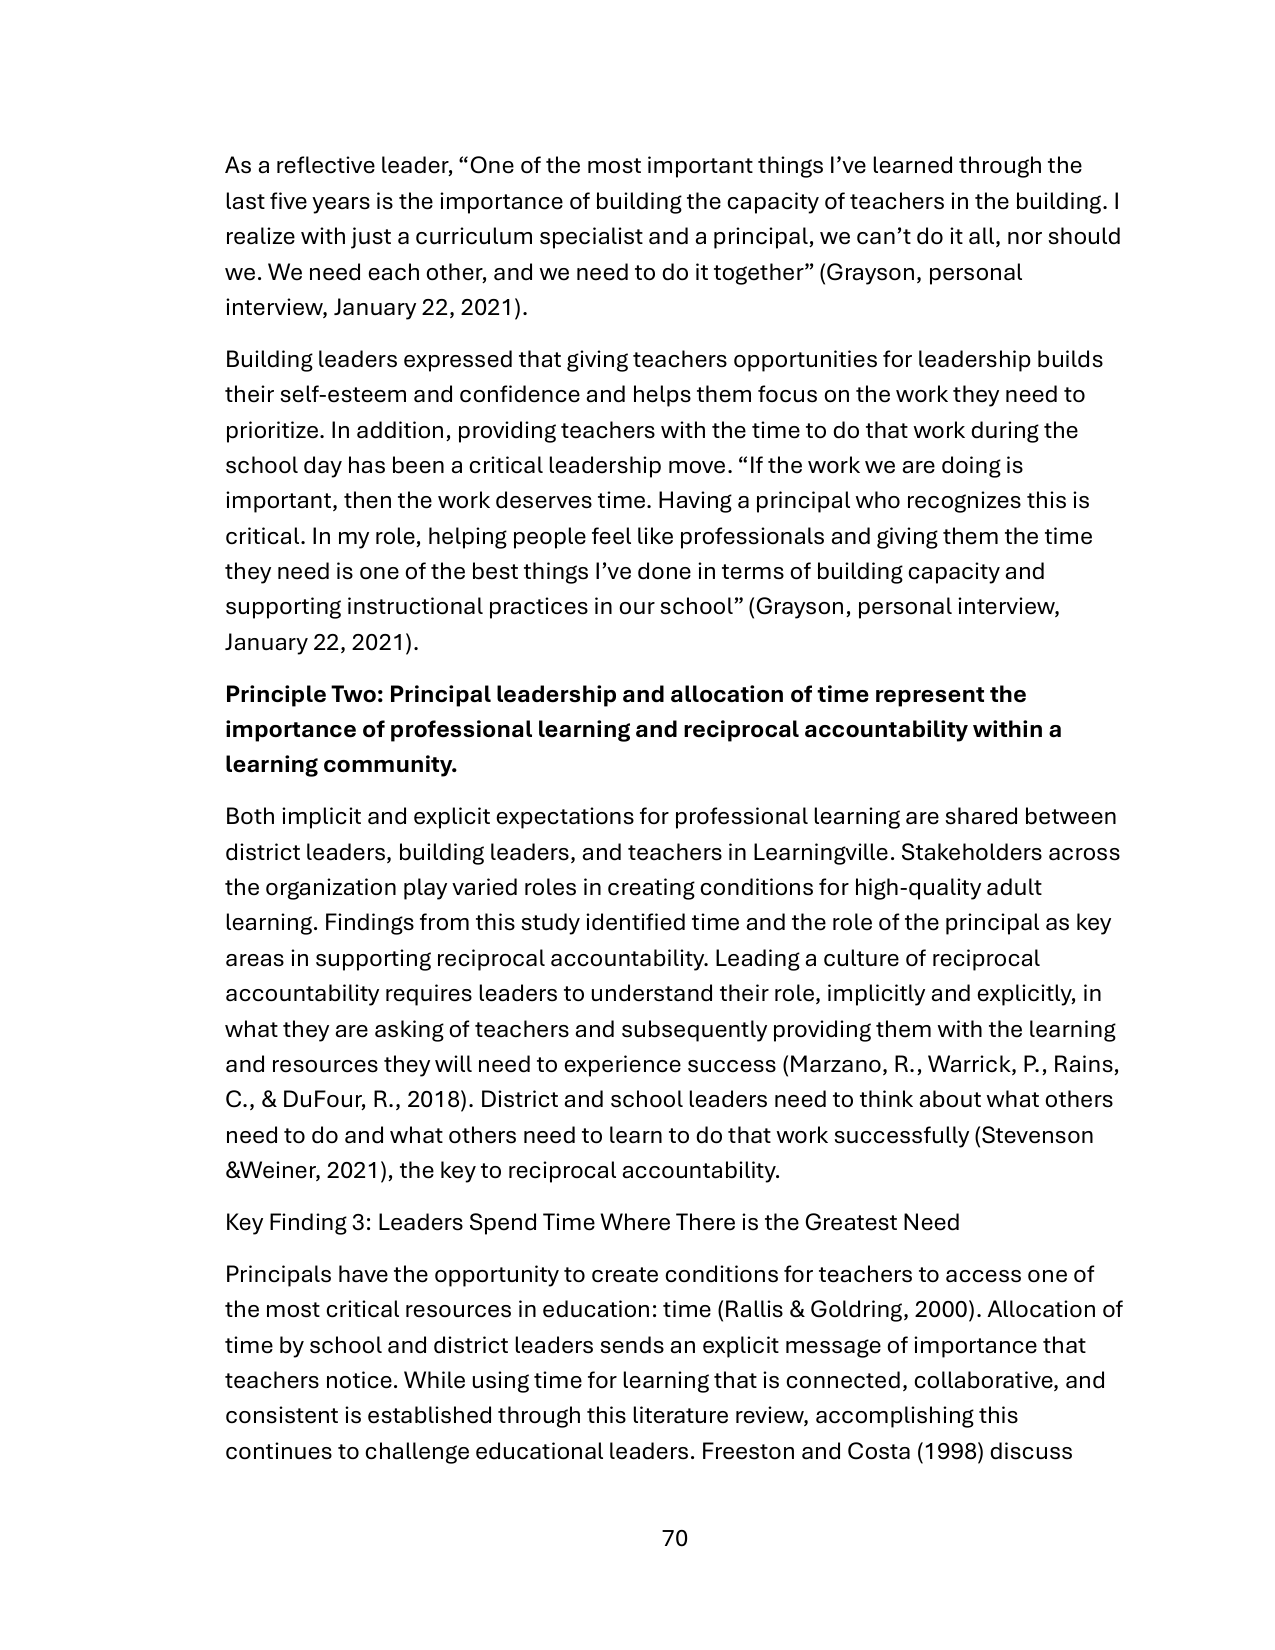 As a reflective leader, “One of the most important things I’ve learned through the
last five years is the importance of building the capacity of teachers in the building. I
realize with just a curriculum specialist and a principal, we can’t do it all, nor should
we. We need each other, and we need to do it together” (Grayson, personal
interview, January 22, 2021).
Building leaders expressed that giving teachers opportunities for leadership builds
their self-esteem and confidence and helps them focus on the work they need to
prioritize. In addition, providing teachers with the time to do that work during the
school day has been a critical leadership move. “If the work we are doing is
important, then the work deserves time. Having a principal who recognizes this is
critical. In my role, helping people feel like professionals and giving them the time
they need is one of the best things I’ve done in terms of building capacity and
supporting instructional practices in our school” (Grayson, personal interview,
January 22, 2021).
Principle Two: Principal leadership and allocation of time represent the
importance of professional learning and reciprocal accountability within a
learning community.
Both implicit and explicit expectations for professional learning are shared between
district leaders, building leaders, and teachers in Learningville. Stakeholders across
the organization play varied roles in creating conditions for high-quality adult
learning. Findings from this study identified time and the role of the principal as key
areas in supporting reciprocal accountability. Leading a culture of reciprocal
accountability requires leaders to understand their role, implicitly and explicitly, in
what they are asking of teachers and subsequently providing them with the learning
and resources they will need to experience success (Marzano, R., Warrick, P., Rains,
C., & DuFour, R., 2018). District and school leaders need to think about what others
need to do and what others need to learn to do that work successfully (Stevenson
&Weiner, 2021), the key to reciprocal accountability.
Key Finding 3: Leaders Spend Time Where There is the Greatest Need
Principals have the opportunity to create conditions for teachers to access one of
the most critical resources in education: time (Rallis & Goldring, 2000). Allocation of
time by school and district leaders sends an explicit message of importance that
teachers notice. While using time for learning that is connected, collaborative, and
consistent is established through this literature review, accomplishing this
continues to challenge educational leaders. Freeston and Costa (1998) discuss
70